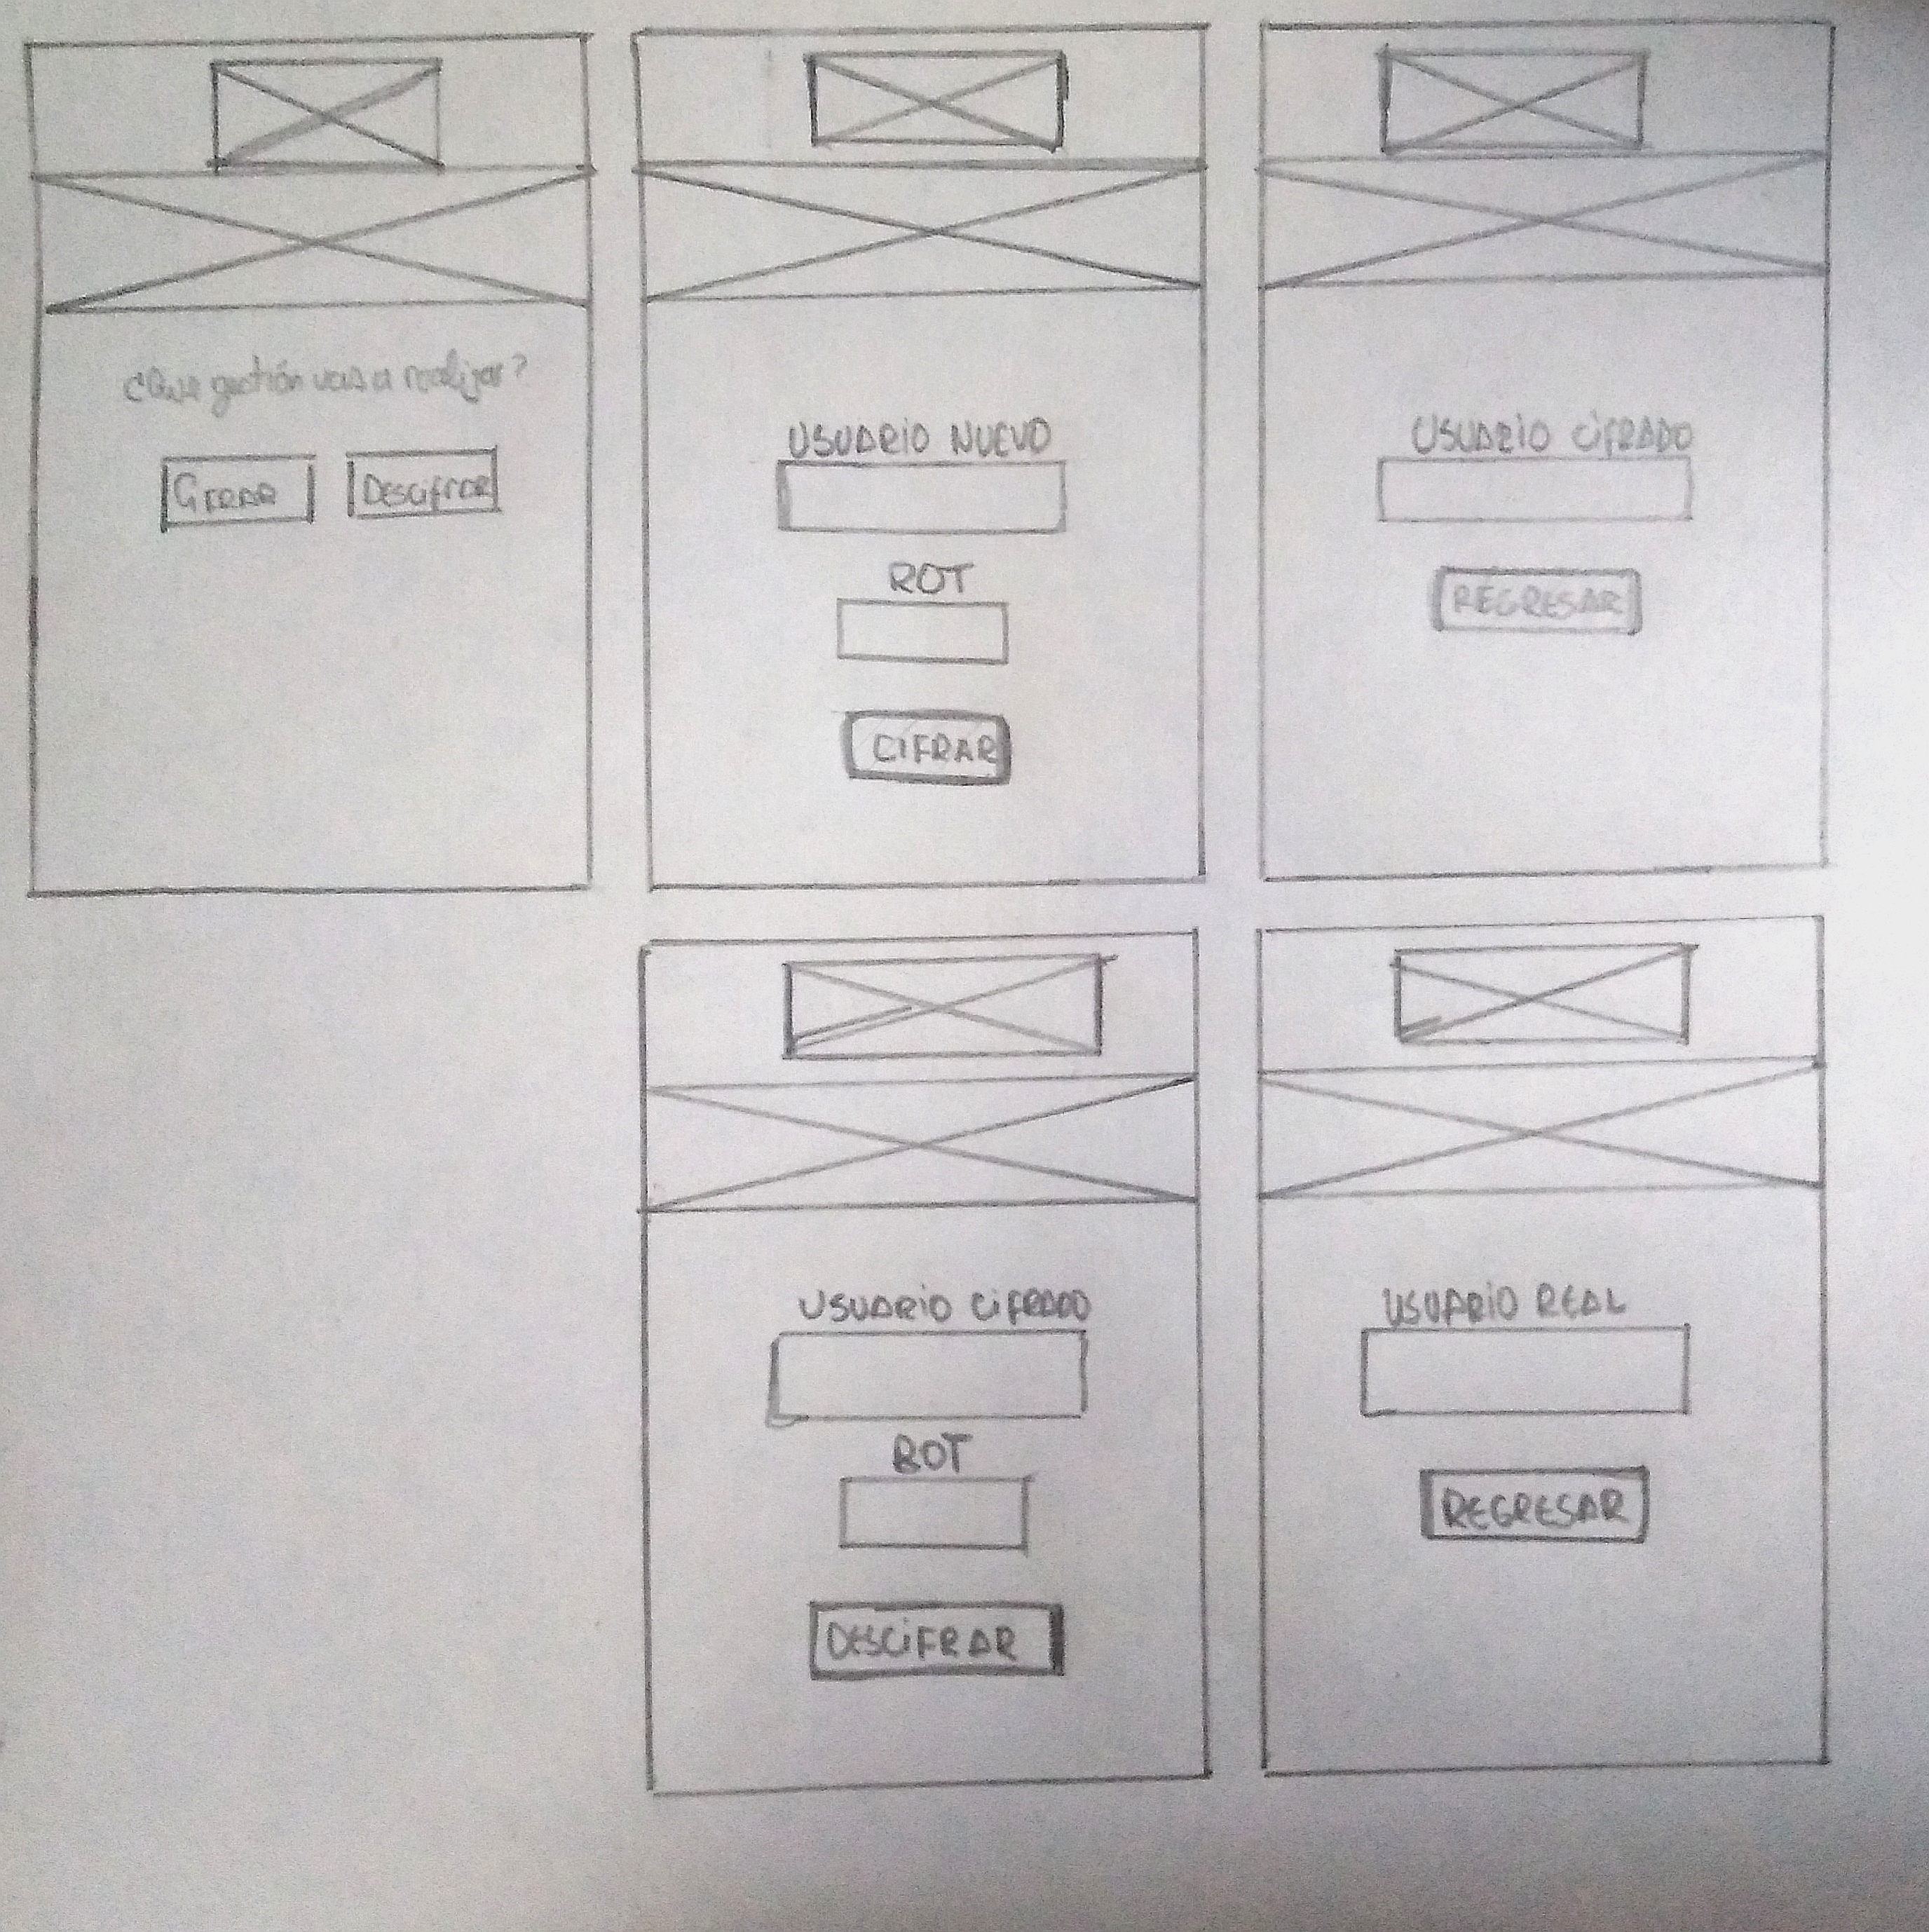 ¿Que gestión vas a realizar?
Cifrar Descifrar
USUARIO NUEVO
ROT
CIFRAR
USUARIO CIFRADO
REGRESAR
USUARIO CIFRADO
ROT
DESCIFRAR
USUARIO REAL
REGRESAR